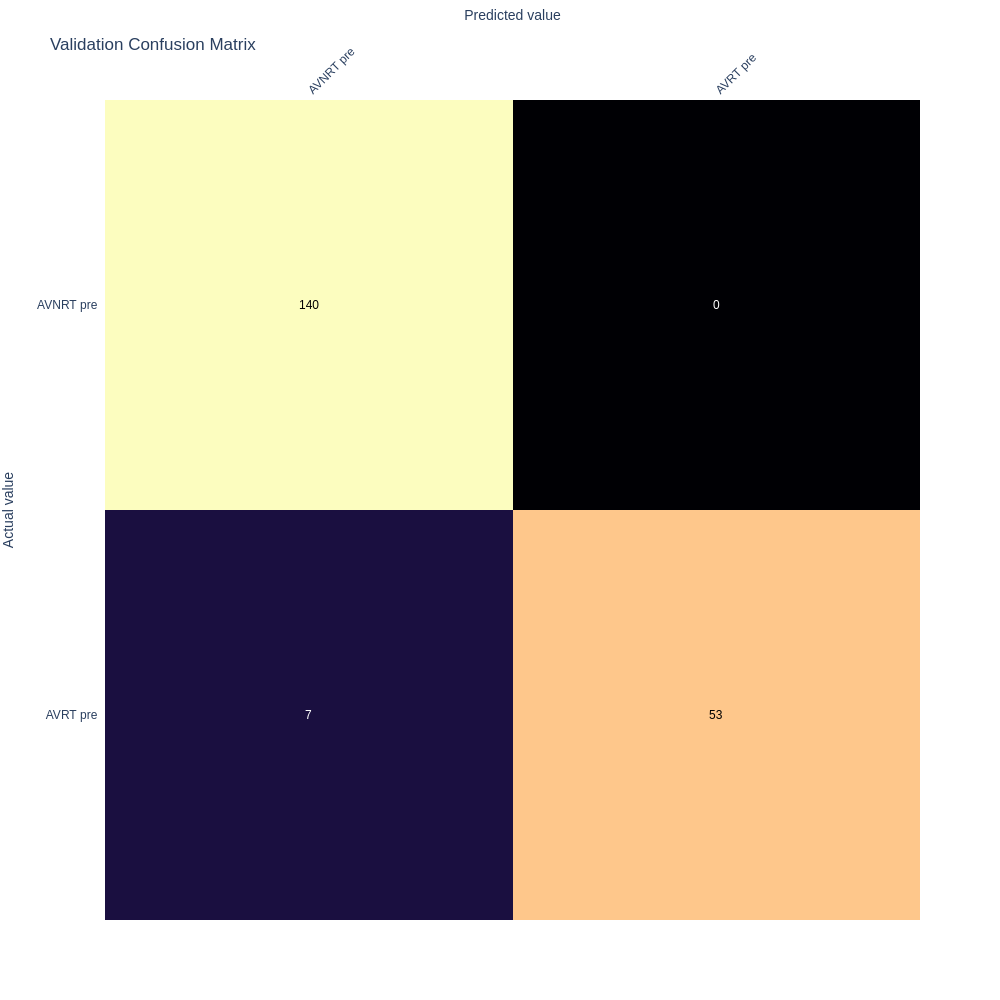 Predicted value
Validation Confusion Matrix
AVNRT pre
AVRT pre
AVNRT pre
140
0
Actual value
AVRT pre
7
53